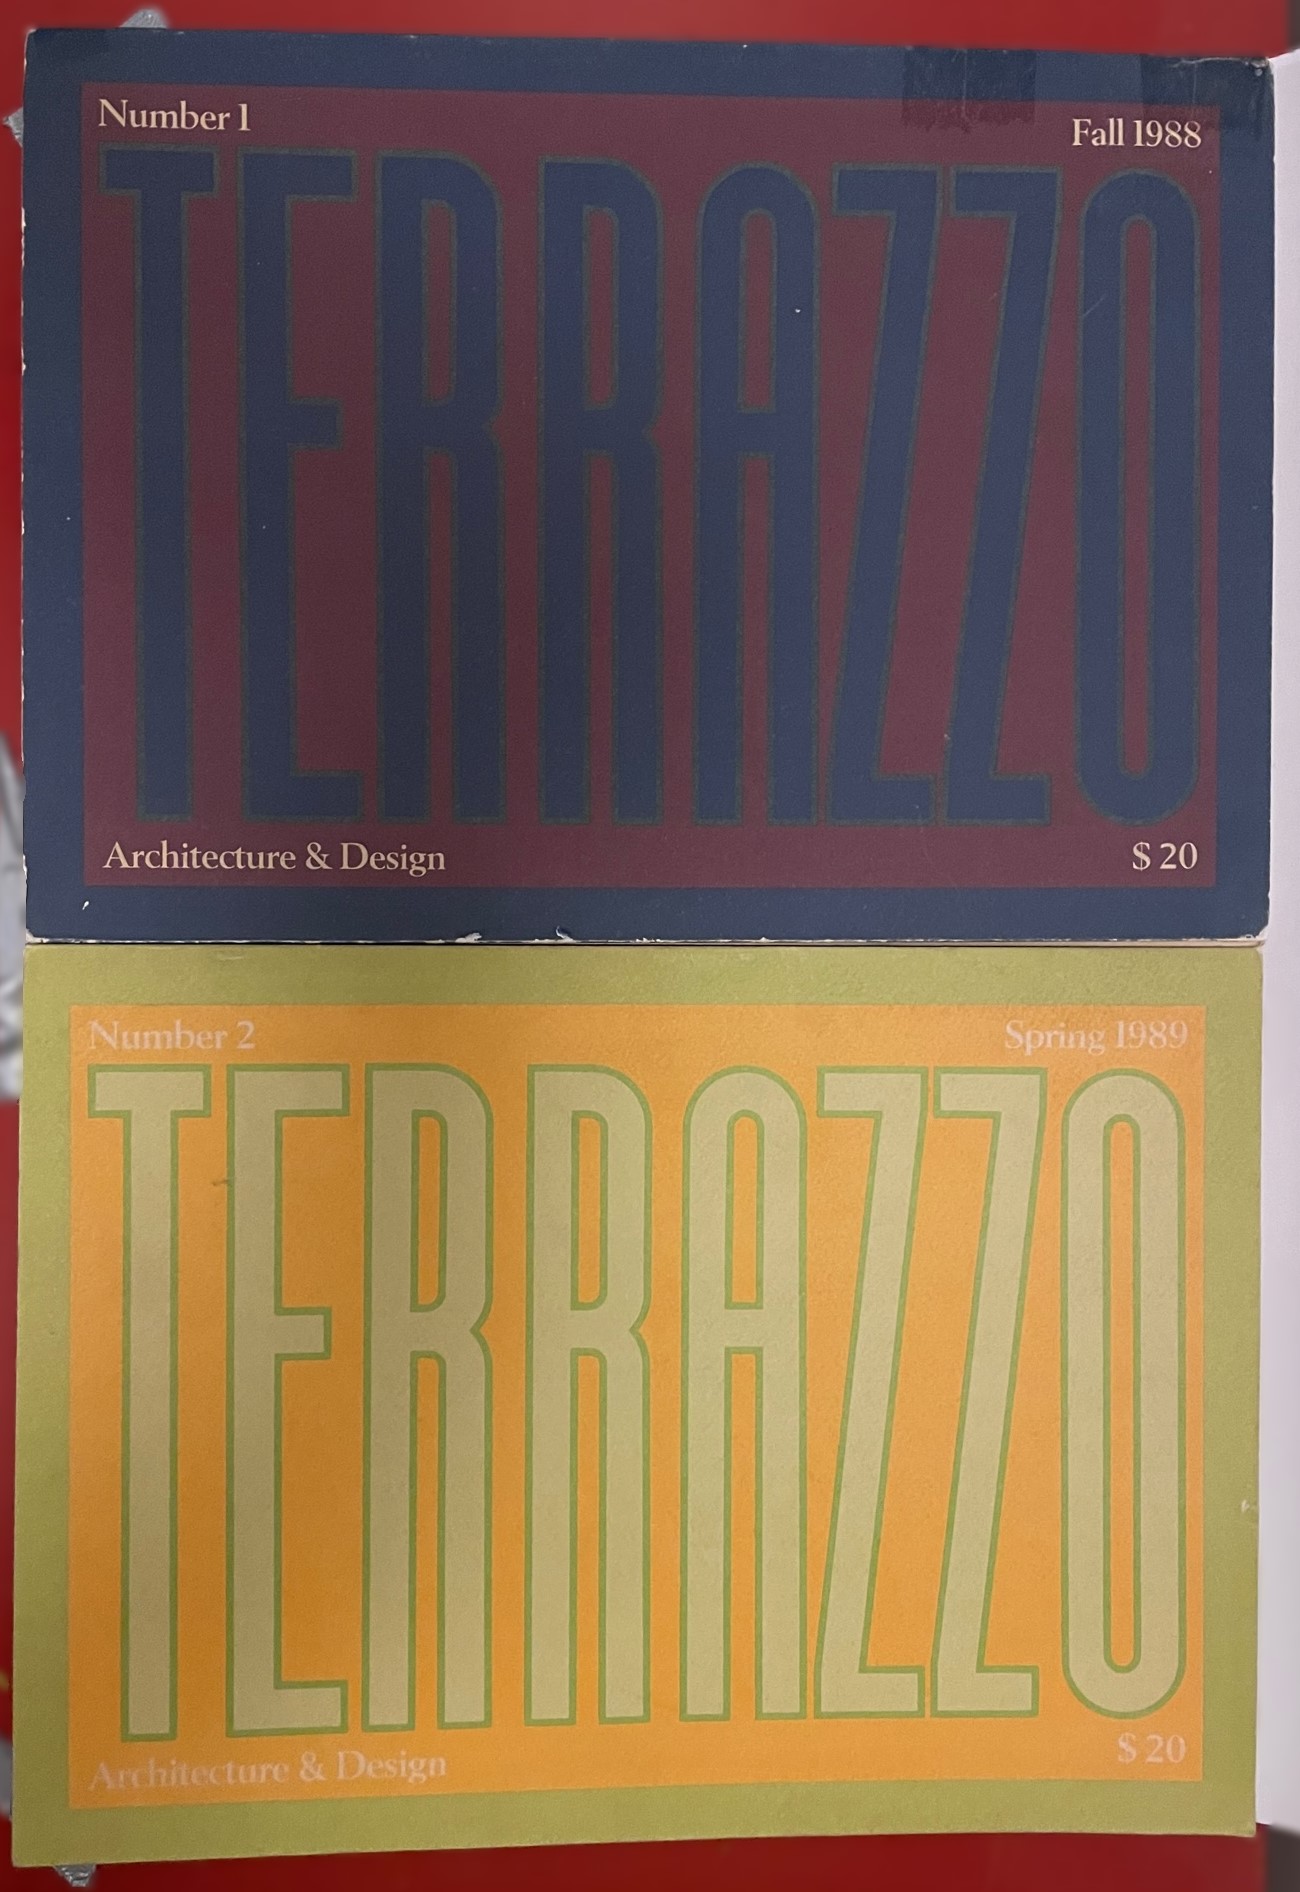 Number 1
Fall 1988
TERRAZZO
Architecture & Design
$ 20
Number 2
Spring 1989
TERRAZZO
Architecture & Design
$ 20